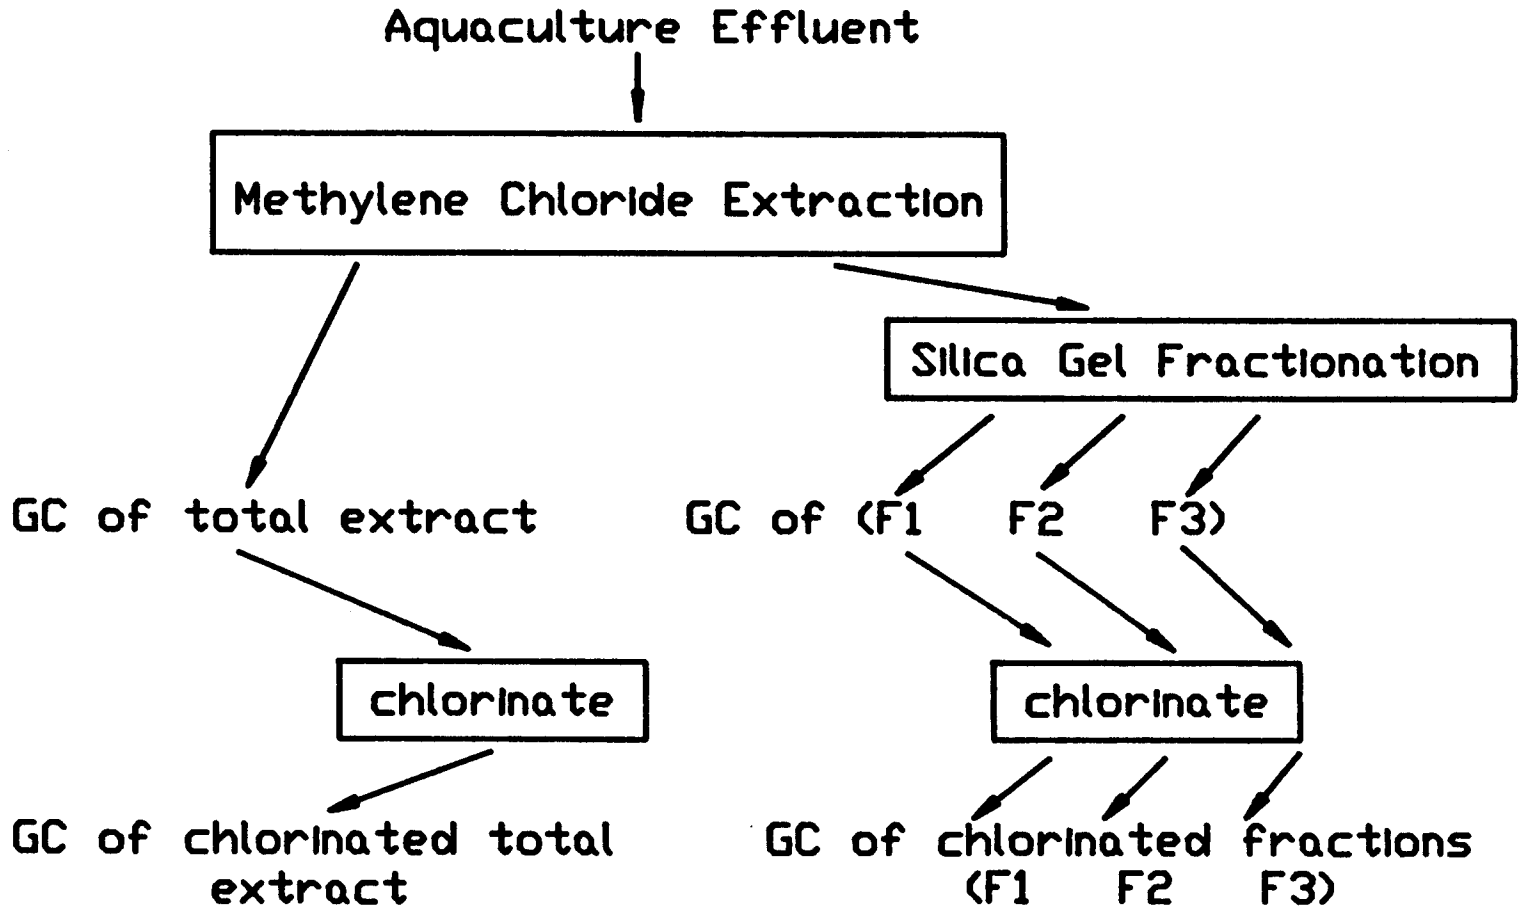 Aquaculture Effluent
Methylene Chloride Extraction
Silica Gel Fractionation
GC of total extract
GC of (F1 F2 F3)
chlorinate
chlorinate
GC of chlorinated total
extract
GC of chlorinated fractions
(F1 F2 F3)